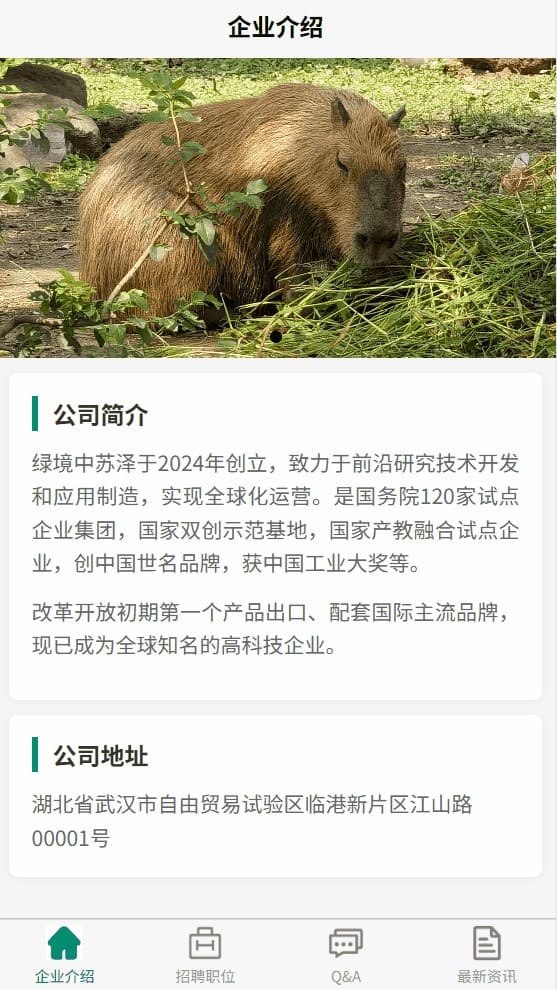 企业介绍
公司简介
绿境中苏泽于2024年创立，致力于前沿研究技术开发
和应用制造，实现全球化运营。是国务院120家试点
企业集团，国家双创示范基地，国家产教融合试点企
业，创中国世名品牌，获中国工业大奖等。
改革开放初期第一个产品出口、配套国际主流品牌，
现已成为全球知名的高科技企业。
公司地址
湖北省武汉市自由贸易试验区临港新片区江山路
00001号
企业介绍
招聘职位
Q&A
最新资讯